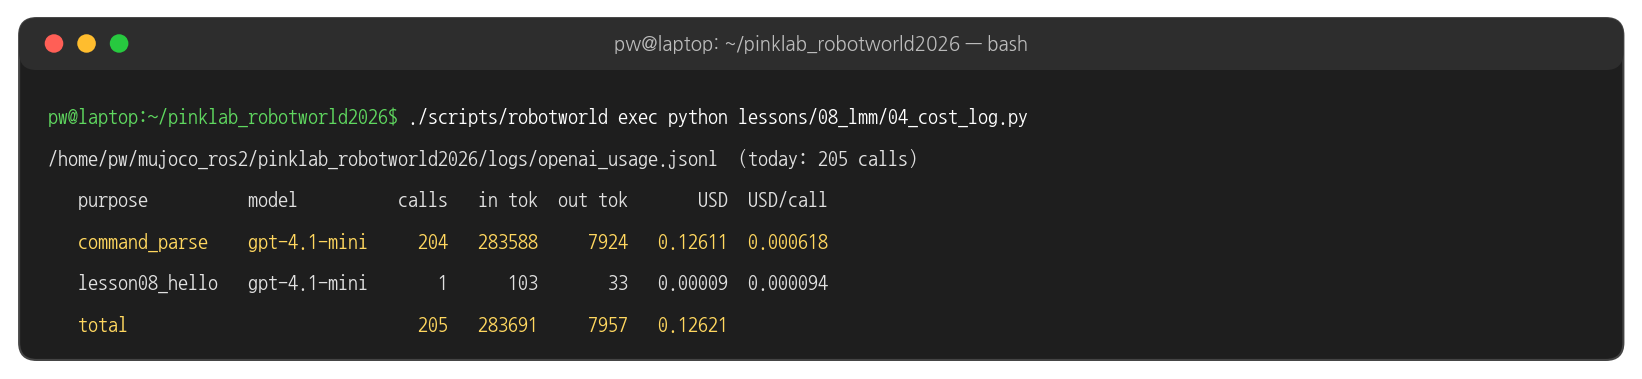 pw@laptop: ~/pinklab_robotworld2026 — bash
pw@laptop:~/pinklab_robotworld2026$ ./scripts/robotworld exec python lessons/08_lmm/04_cost_log.py
/home/pw/mujoco_ros2/pinklab_robotworld2026/logs/openai_usage.jsonl  (today: 205 calls)
purpose model calls in tok out tok USD USD/call
command_parse gpt-4.1-mini 204 283588 7924 0.12611 0.000618
lesson08_hello gpt-4.1-mini 1 103 33 0.00009 0.000094
total 205 283691 7957 0.12621